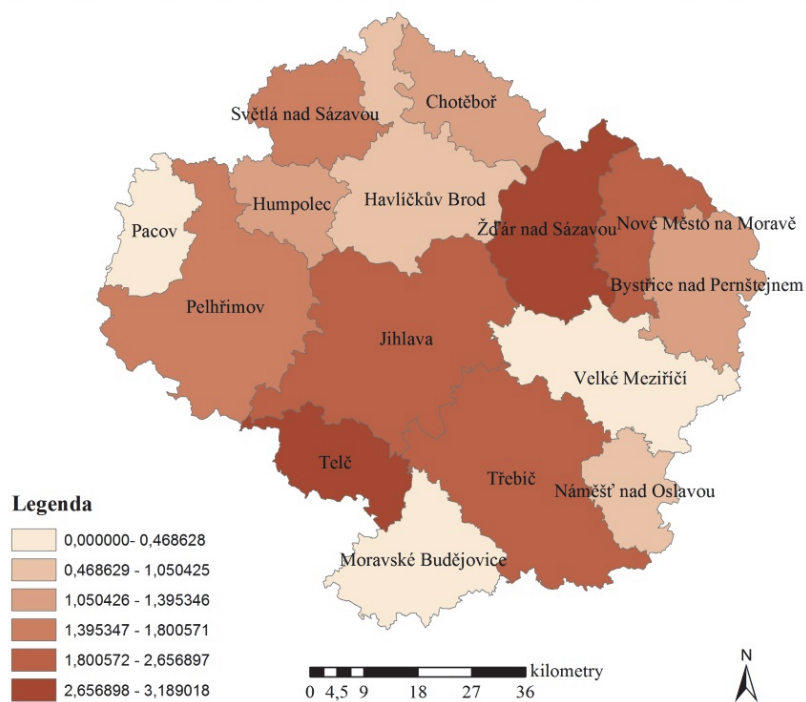 Chotěboř
Světlá nad Sázavou
Havlíčkův Brod
Humpolec
Pacov
Žďár nad Sázavou
Nové Město na Moravě
Bystřice nad Pernštejnem
Pelhřimov
Jihlava
Velké Meziříčí
Telč
Třebíč
Náměšť nad Oslavou
Moravské Budějovice
Legenda
0,000000- 0,468628
0,468629 - 1,050425
1,050426 - 1,395346
1,395347 - 1,800571
1,800572 - 2,656897
2,656898 - 3,189018
kilometry
0 4,5 9 18 27 36
N